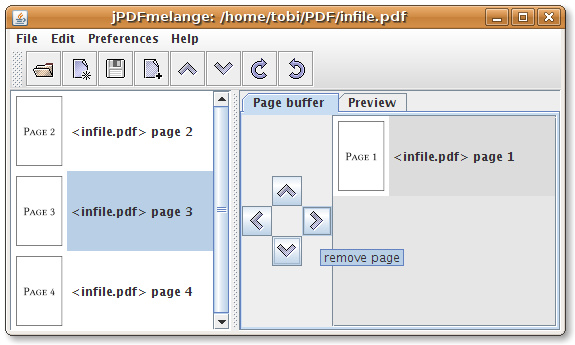 jPDFmelange: /home/tobi/PDF/infile.pdf
File Edit Preferences Help
Page buffer Preview
PAGE 2 <infile.pdf> page 2
PAGE 3 <infile.pdf> page 3
PAGE 4 <infile.pdf> page 4
PAGE 1 <infile.pdf> page 1
remove page